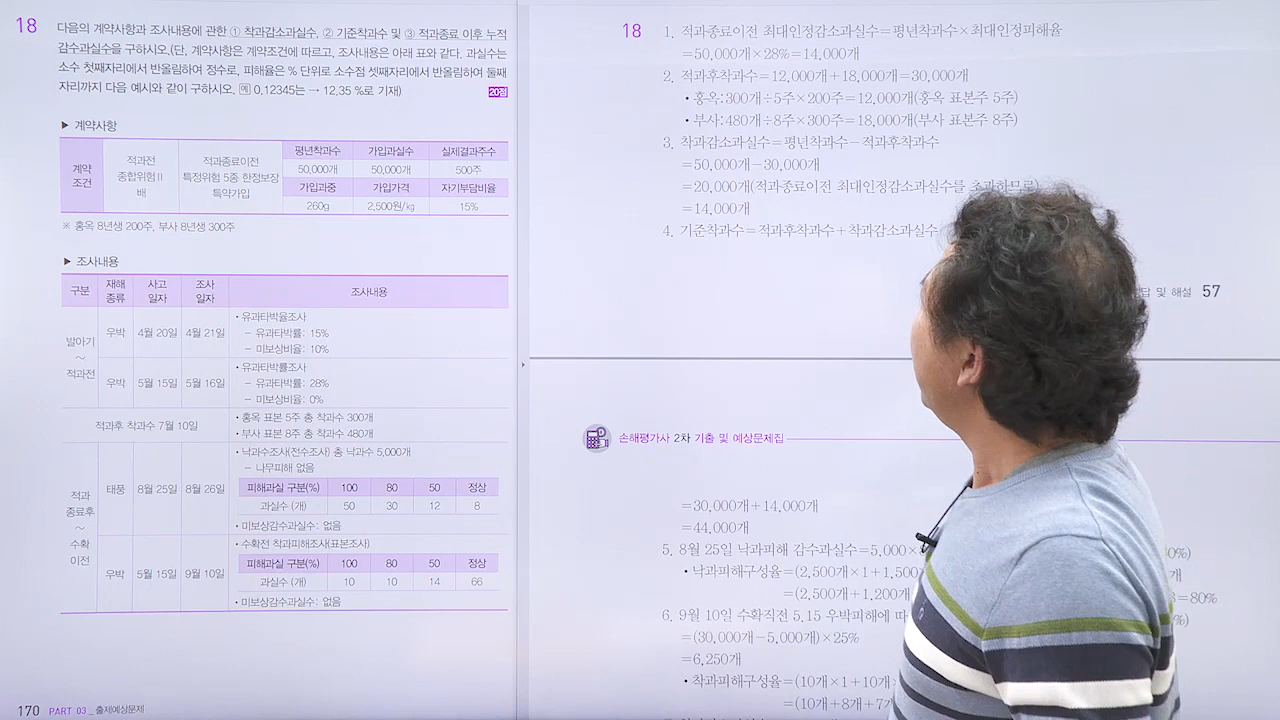 18
다음의 계약사항과 조사내용에 관한 ① 착과감소과실수, ② 기준착과수 및 ③ 적과종료 이후 누적
감수과실수를 구하시오.(단, 계약사항은 계약조건에 따르고, 조사내용은 아래 표와 같다. 과실수는
소수 첫째자리에서 반올림하여 정수로, 피해율은 % 단위로 소수점 셋째자리에서 반올림하여 둘째
자리까지 다음 예시와 같이 구하시오. 예 0.12345는 → 12.35 %로 기재) 20점
▶ 계약사항
계약
조건
적과전
종합위험Ⅱ
배
적과종료이전
특정위험 5종 한정보장
특약가입
평년착과수 가입과실수 실제결과주수
50,000개 50,000개 500주
가입과중 가입가격 자기부담비율
260g 2,500원/kg 15%
※ 홍옥 8년생 200주, 부사 8년생 300주
▶ 조사내용
구분 재해 종류 사고 일자 조사 일자 조사내용
발아기
~
적과전
우박 4월 20일 4월 21일
• 유과타박율조사
– 유과타박률: 15%
– 미보상비율: 10%
우박 5월 15일 5월 16일
• 유과타박률조사
– 유과타박률: 28%
– 미보상비율: 0%
적과후 착과수 7월 10일
• 홍옥 표본 5주 총 착과수 300개
• 부사 표본 8주 총 착과수 480개
적과
종료후
~
수확
이전
태풍 8월 25일 8월 26일
• 낙과수조사(전수조사) 총 낙과수 5,000개
– 나무피해 없음
피해과실 구분(%) 100 80 50 정상
과실수 (개) 50 30 12 8
• 미보상감수과실수: 없음
우박 5월 15일 9월 10일
• 수확전 착과피해조사(표본조사)
피해과실 구분(%) 100 80 50 정상
과실수 (개) 10 10 14 66
• 미보상감수과실수: 없음
170 PART 03_출제예상문제
18
1. 적과종료이전 최대인정감소과실수=평년착과수×최대인정피해율
=50,000개×28%=14,000개
2. 적과후착과수=12,000개+18,000개=30,000개
• 홍옥:300개÷5주×200주=12,000개(홍옥 표본주 5주)
• 부사:480개÷8주×300주=18,000개(부사 표본주 8주)
3. 착과감소과실수=평년착과수-적과후착과수
=50,000개-30,000개
=20,000개(적과종료이전 최대인정감소과실수를 초과하므로)
=14,000개
4. 기준착과수=적과후착과수+착과감소과실수
답 및 해설 57
손해평가사 2차 기출 및 예상문제집
=30,000개+14,000개
=44,000개
5. 8월 25일 낙과피해 감수과실수=5,000×
• 낙과피해구성율=(2,500개×1+1,500
=(2,500개+1,200개
=80%
6. 9월 10일 수확직전 5.15 우박피해에 따
=(30,000개-5,000개)×25%
=6,250개
• 착과피해구성율=(10개×1+10개
=(10개+8개+7개